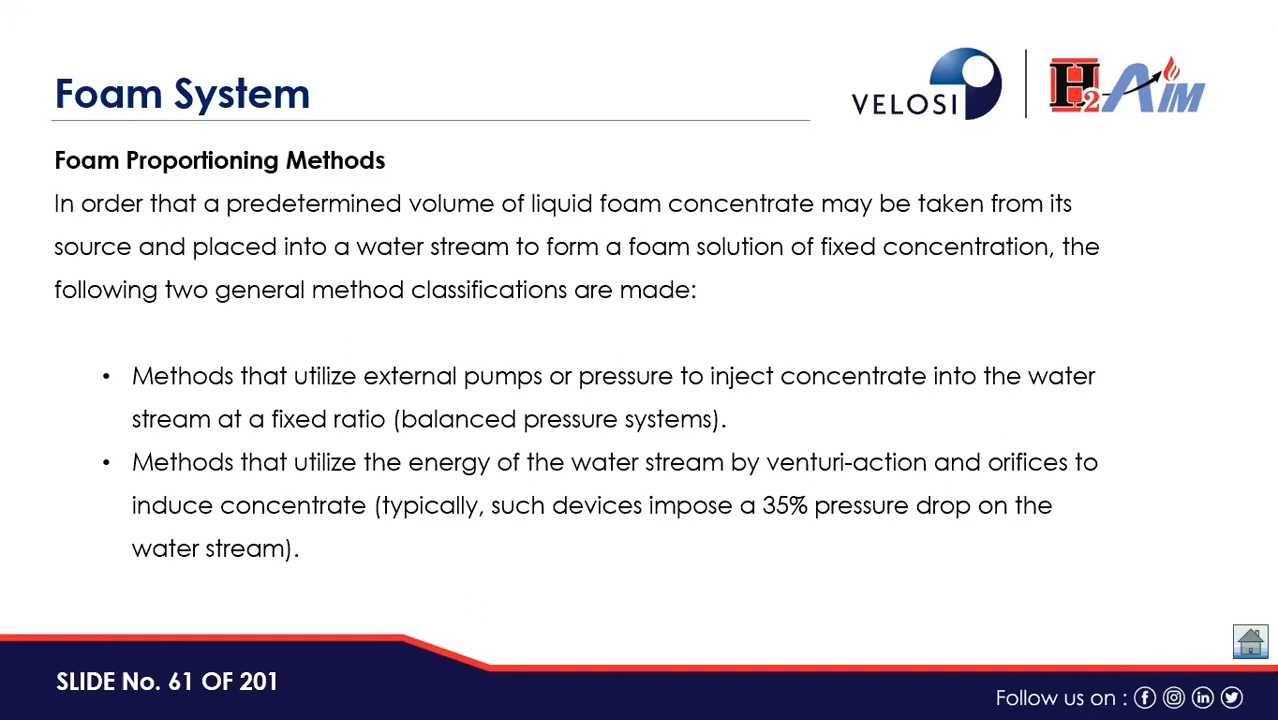 Foam System
VELOSI
H2AIM
Foam Proportioning Methods
In order that a predetermined volume of liquid foam concentrate may be taken from its
source and placed into a water stream to form a foam solution of fixed concentration, the
following two general method classifications are made:
• Methods that utilize external pumps or pressure to inject concentrate into the water
stream at a fixed ratio (balanced pressure systems).
• Methods that utilize the energy of the water stream by venturi-action and orifices to
induce concentrate (typically, such devices impose a 35% pressure drop on the
water stream).
SLIDE No. 61 OF 201
Follow us on :